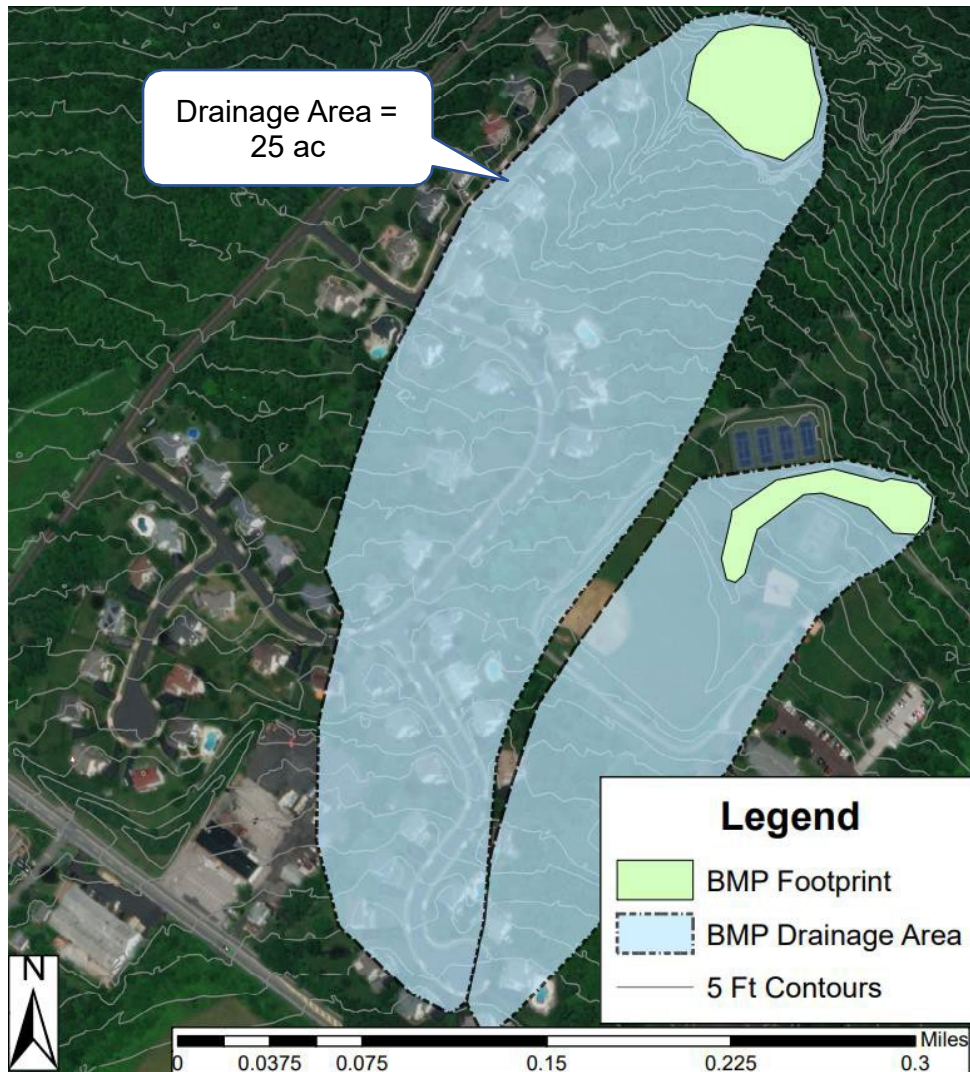 Drainage Area =
25 ac
Legend
BMP Footprint
BMP Drainage Area
5 Ft Contours
N
Miles
0 0.0375 0.075 0.15 0.225 0.3